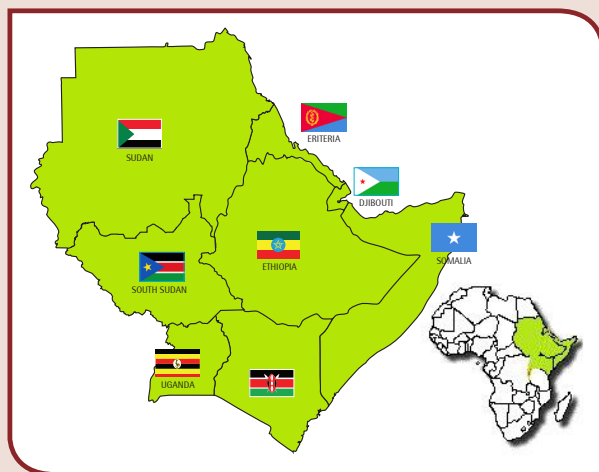 SUDAN
ERITERIA
DJIBOUTI
SOMALIA
ETHIOPIA
SOUTH SUDAN
UGANDA